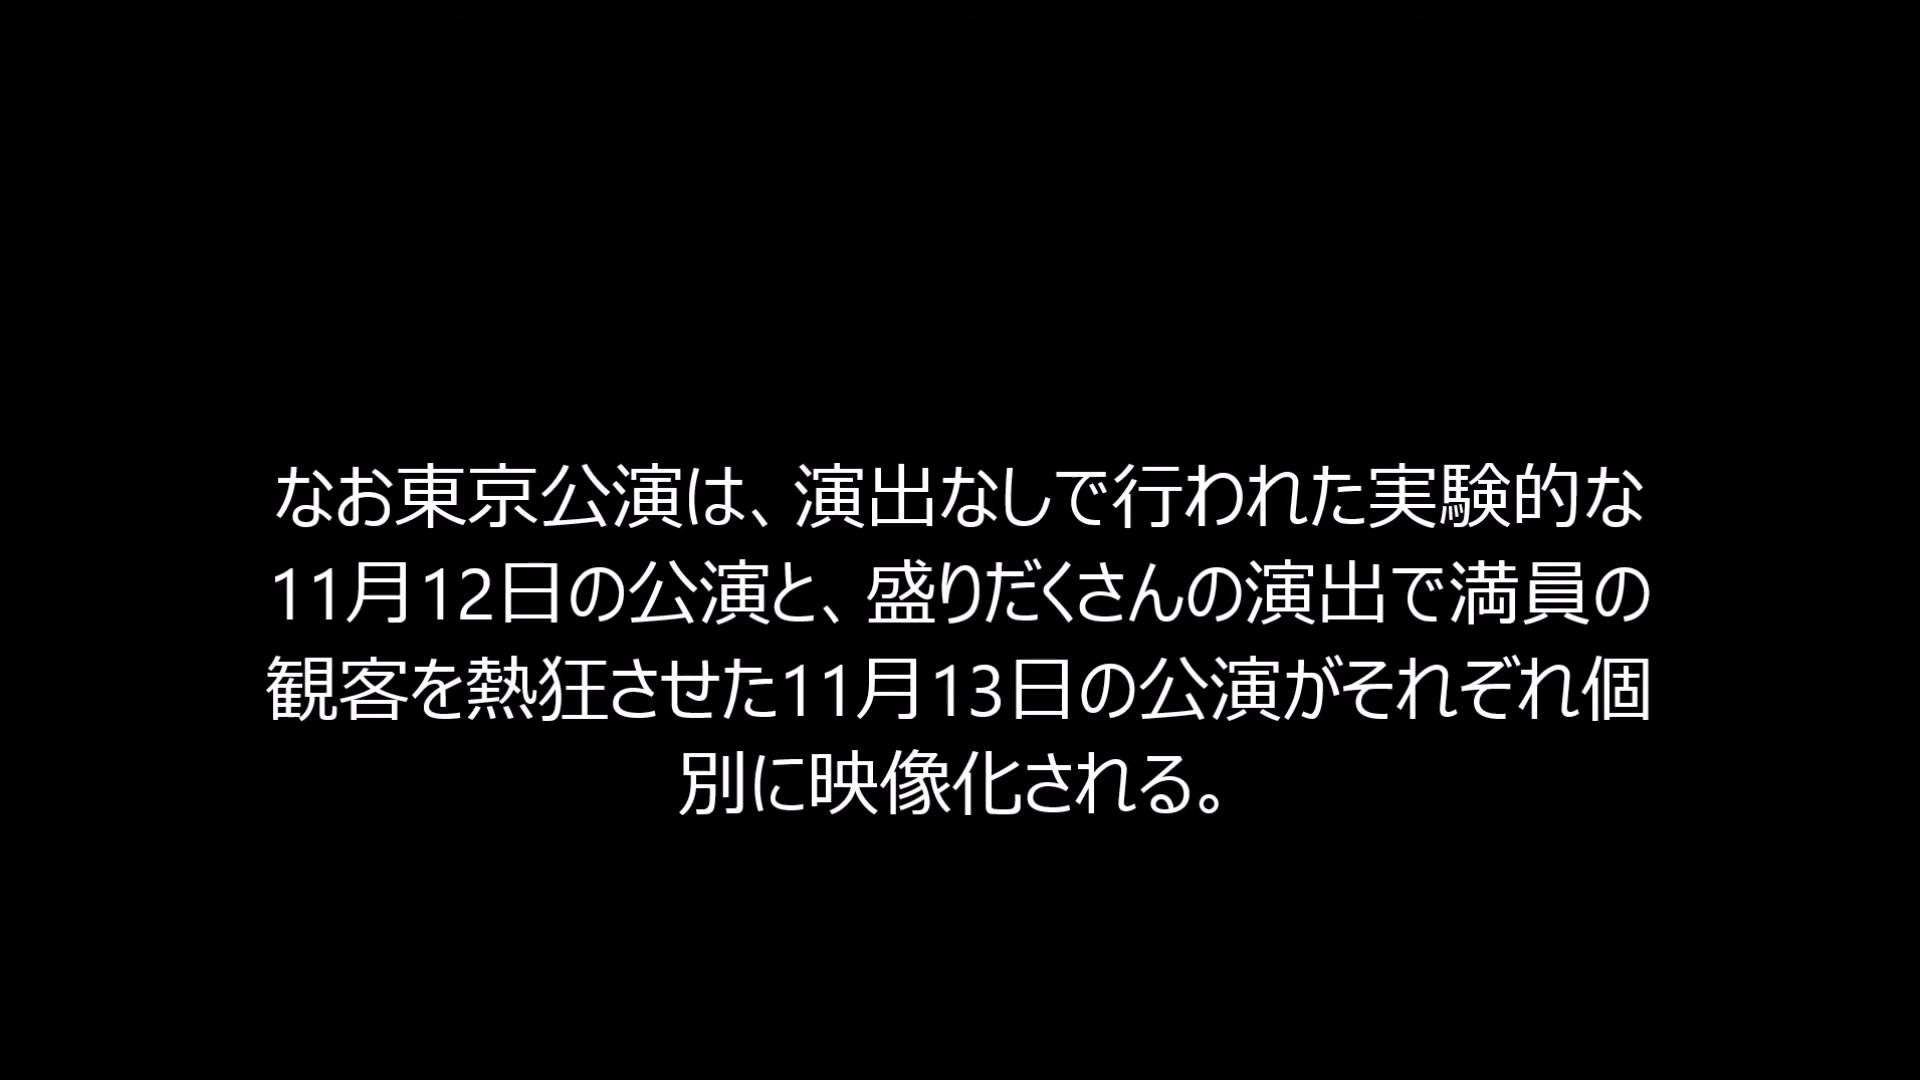 なお東京公演は、演出なしで行われた実験的な
11月12日の公演と、盛りだくさんの演出で満員の
観客を熱狂させた11月13日の公演がそれぞれ個
別に映像化される。